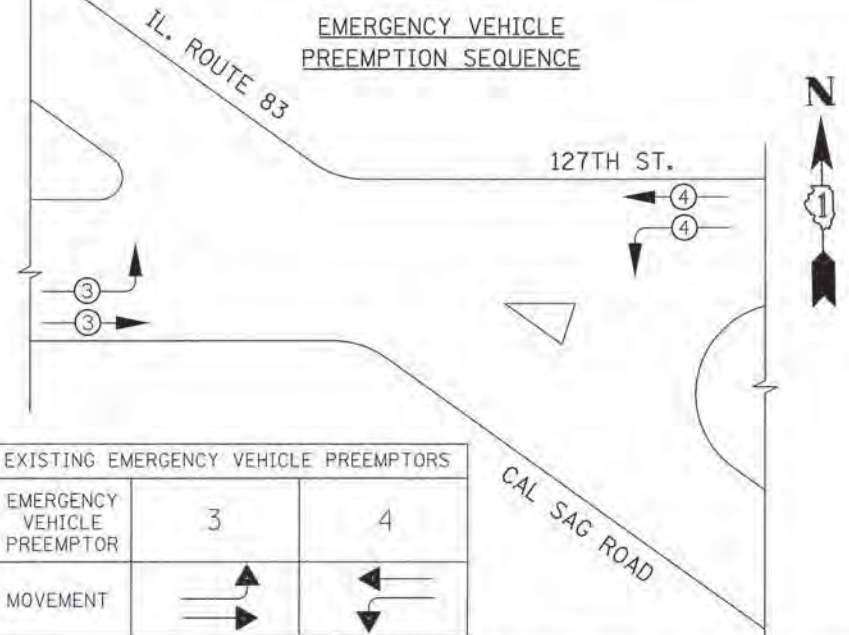 EMERGENCY VEHICLE
PREEMPTION SEQUENCE
IL. ROUTE 83
N
127TH ST.
4
4
1
3
3
CAL SAG ROAD
EXISTING EMERGENCY VEHICLE PREEMPTORS
EMERGENCY
VEHICLE
PREEMPTOR
3
4
MOVEMENT